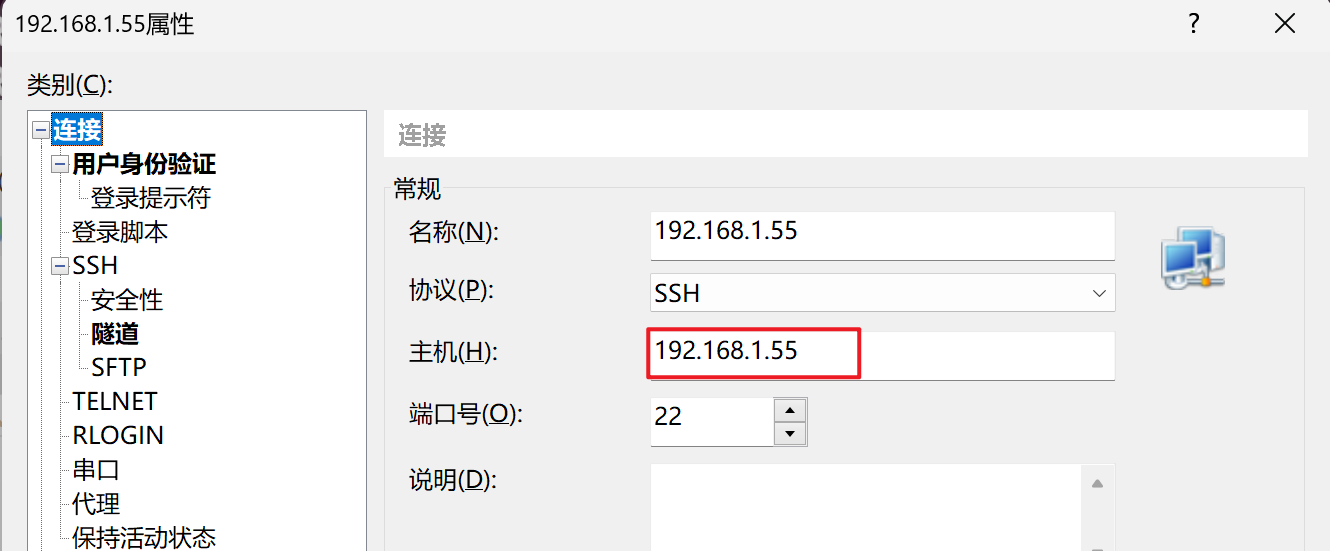 192.168.1.55属性
?
类别(C):
连接
用户身份验证
登录提示符
登录脚本
SSH
安全性
隧道
SFTP
TELNET
RLOGIN
串口
代理
保持活动状态
连接
常规
名称(N):
192.168.1.55
协议(P):
SSH
主机(H):
192.168.1.55
端口号(O):
22
说明(D):